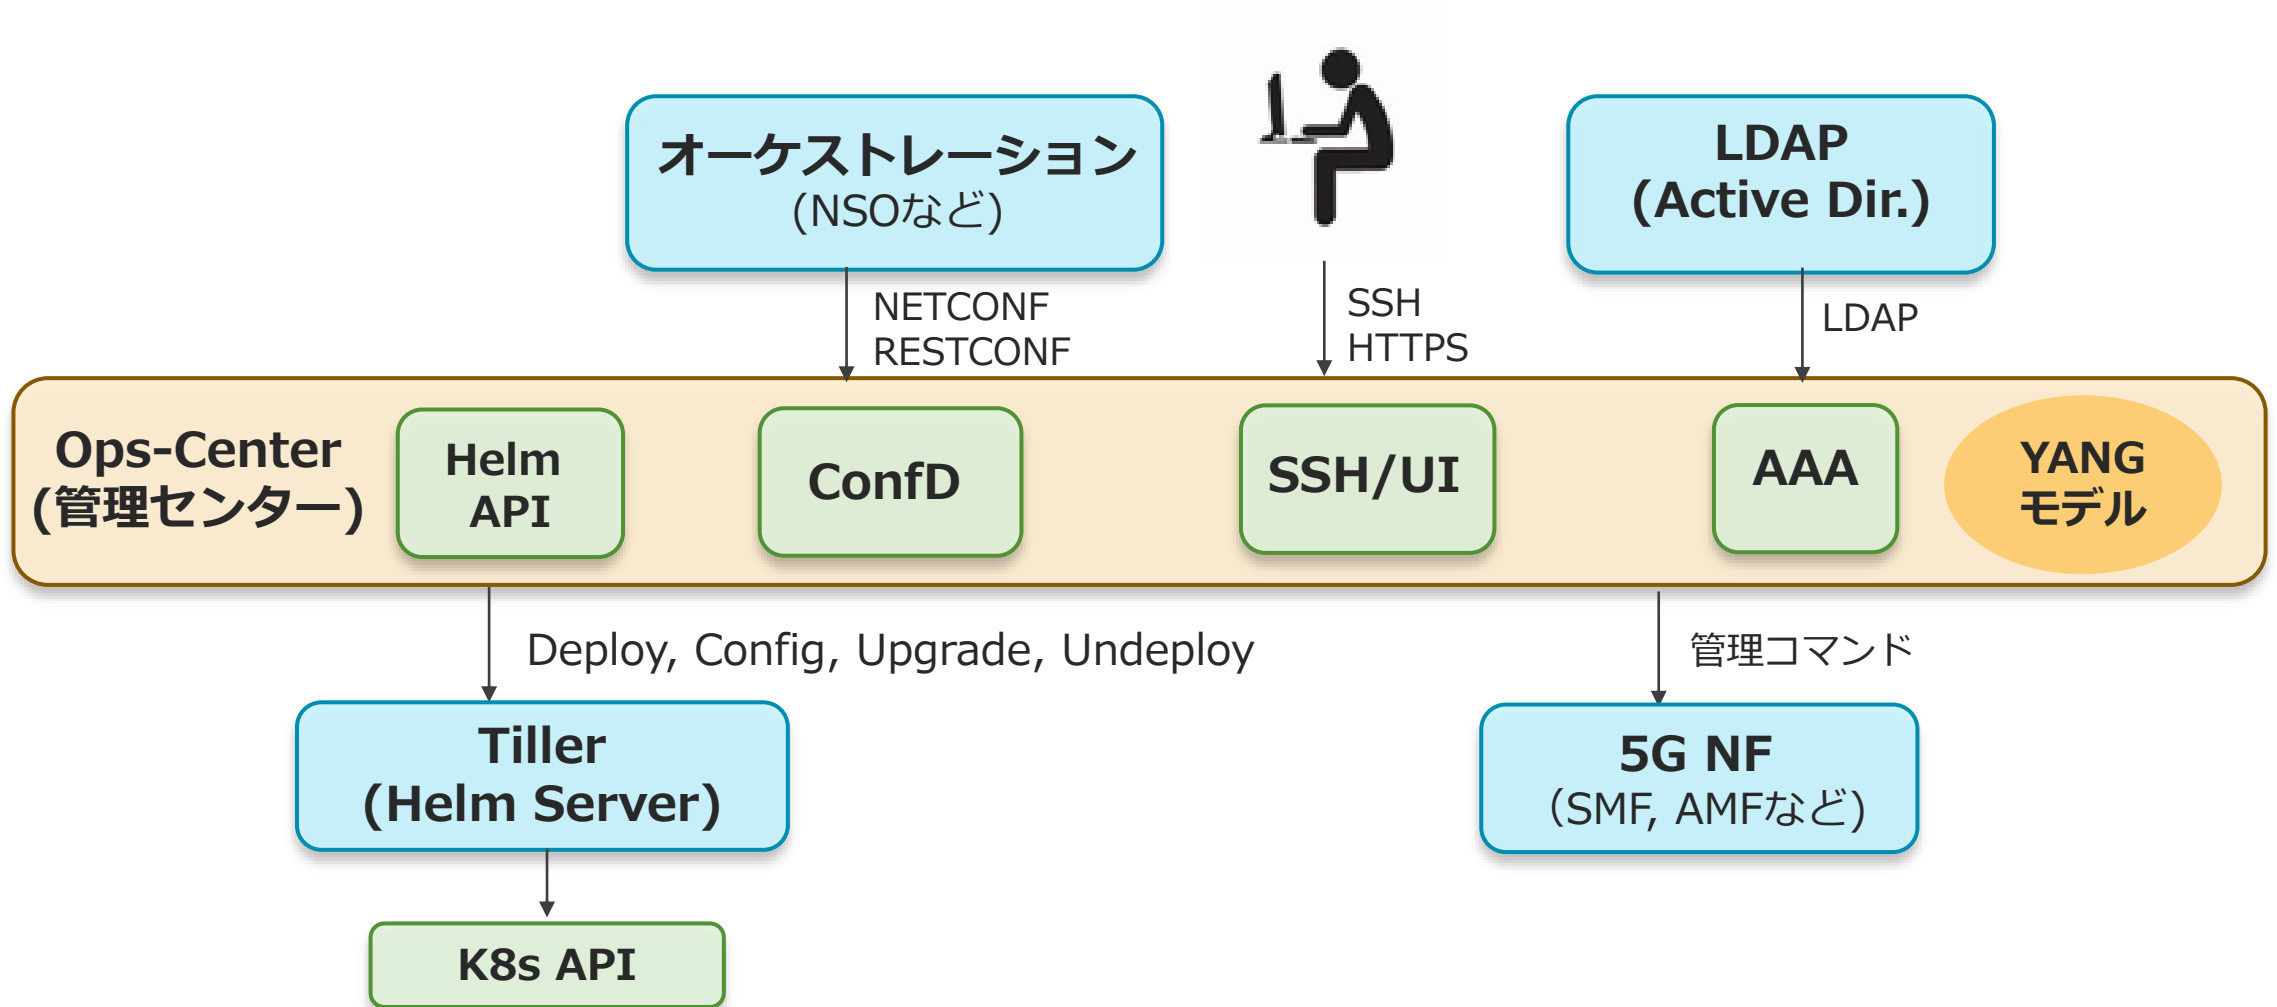 オーケストレーション
(NSOなど)
LDAP
(Active Dir.)
NETCONF
RESTCONF
SSH
HTTPS
LDAP
Ops-Center
(管理センター)
Helm
API
ConfD
SSH/UI
AAA
YANG
モデル
Deploy, Config, Upgrade, Undeploy
管理コマンド
Tiller
(Helm Server)
5G NF
(SMF, AMFなど)
K8s API